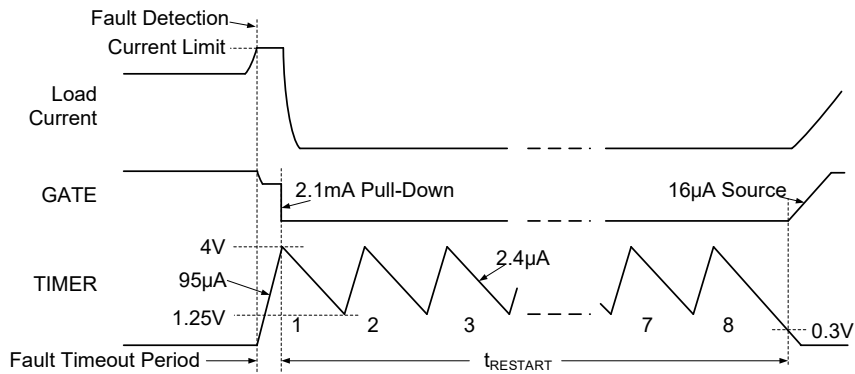 Fault Detection
Current Limit
Load
Current
GATE
2.1mA Pull-Down
16µA Source
4V
TIMER
95µA
2.4µA
1.25V
1
2
3
7
8
0.3V
Fault Timeout Period
tRESTART